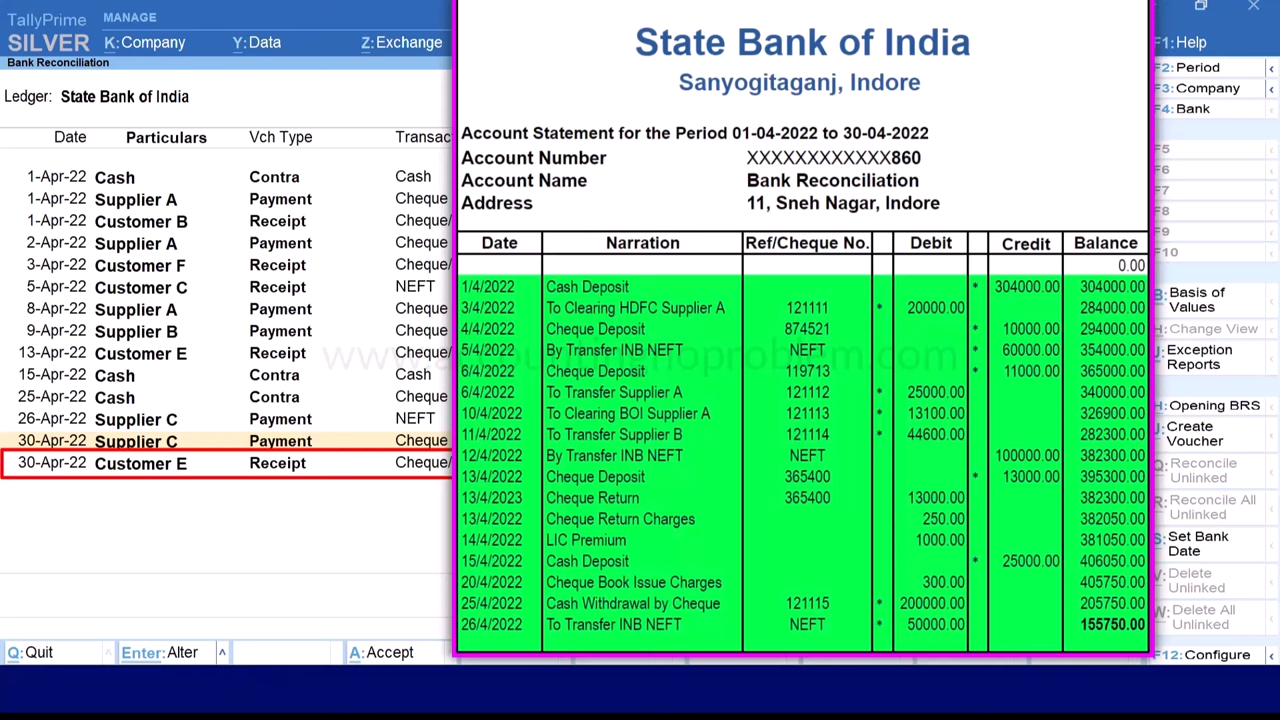 TallyPrime MANAGE
SILVER K: Company Y: Data Z: Exchange F1: Help
Bank Reconciliation
Ledger: State Bank of India
Date Particulars Vch Type Transac
1-Apr-22 Cash Contra Cash
1-Apr-22 Supplier A Payment Cheque
1-Apr-22 Customer B Receipt Cheque/
2-Apr-22 Supplier A Payment Cheque
3-Apr-22 Customer F Receipt Cheque/
5-Apr-22 Customer C Receipt NEFT
8-Apr-22 Supplier A Payment Cheque
9-Apr-22 Supplier B Payment Cheque
13-Apr-22 Customer E Receipt Cheque/
15-Apr-22 Cash Contra Cash
25-Apr-22 Cash Contra Cash
26-Apr-22 Supplier C Payment NEFT
30-Apr-22 Supplier C Payment Cheque
30-Apr-22 Customer E Receipt Cheque/
Q: Quit Enter: Alter ^ A: Accept
State Bank of India
Sanyogitaganj, Indore
Account Statement for the Period 01-04-2022 to 30-04-2022
Account Number XXXXXXXXXXXX860
Account Name Bank Reconciliation
Address 11, Sneh Nagar, Indore
Date Narration Ref/Cheque No. Debit Credit Balance
0.00
1/4/2022 Cash Deposit * 304000.00 304000.00
3/4/2022 To Clearing HDFC Supplier A 121111 * 20000.00 284000.00
4/4/2022 Cheque Deposit 874521 * 10000.00 294000.00
5/4/2022 By Transfer INB NEFT NEFT * 60000.00 354000.00
6/4/2022 Cheque Deposit 119713 * 11000.00 365000.00
6/4/2022 To Transfer Supplier A 121112 * 25000.00 340000.00
10/4/2022 To Clearing BOI Supplier A 121113 * 13100.00 326900.00
11/4/2022 To Transfer Supplier B 121114 * 44600.00 282300.00
12/4/2022 By Transfer INB NEFT NEFT 100000.00 382300.00
13/4/2022 Cheque Deposit 365400 * 13000.00 395300.00
13/4/2023 Cheque Return 365400 13000.00 382300.00
13/4/2022 Cheque Return Charges 250.00 382050.00
14/4/2022 LIC Premium 1000.00 381050.00
15/4/2022 Cash Deposit * 25000.00 406050.00
20/4/2022 Cheque Book Issue Charges 300.00 405750.00
25/4/2022 Cash Withdrawal by Cheque 121115 * 200000.00 205750.00
26/4/2022 To Transfer INB NEFT NEFT * 50000.00 155750.00
F2: Period
F3: Company
F4: Bank
F5
F6
F7
F8
F9
F10
B: Basis of
Values
H: Change View
J: Exception
Reports
H: Opening BRS
J: Create
Voucher
Q: Reconcile
Unlinked
R: Reconcile All
Unlinked
S: Set Bank
Date
V: Delete
Unlinked
W: Delete All
Unlinked
F12: Configure